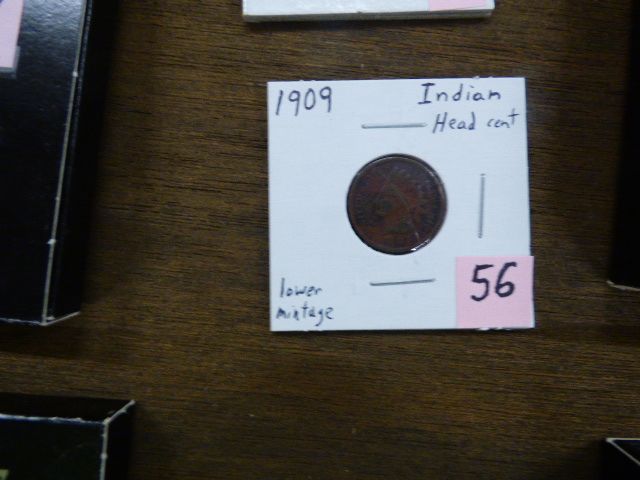 1909
Indian
Head cent
lower
mintage
56